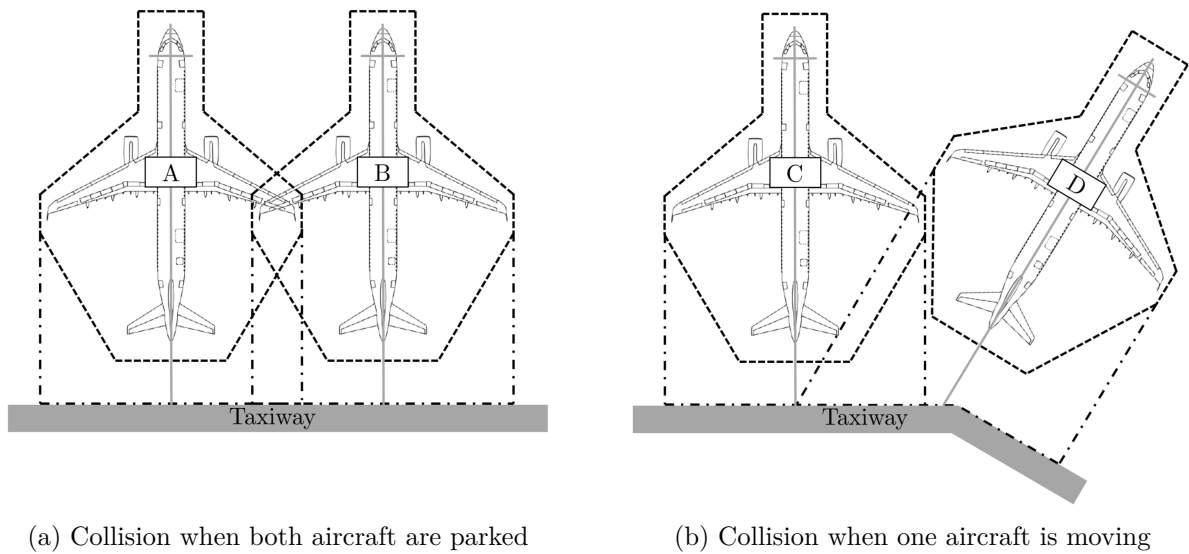 A
B
C
D
Taxiway
Taxiway
(a) Collision when both aircraft are parked
(b) Collision when one aircraft is moving